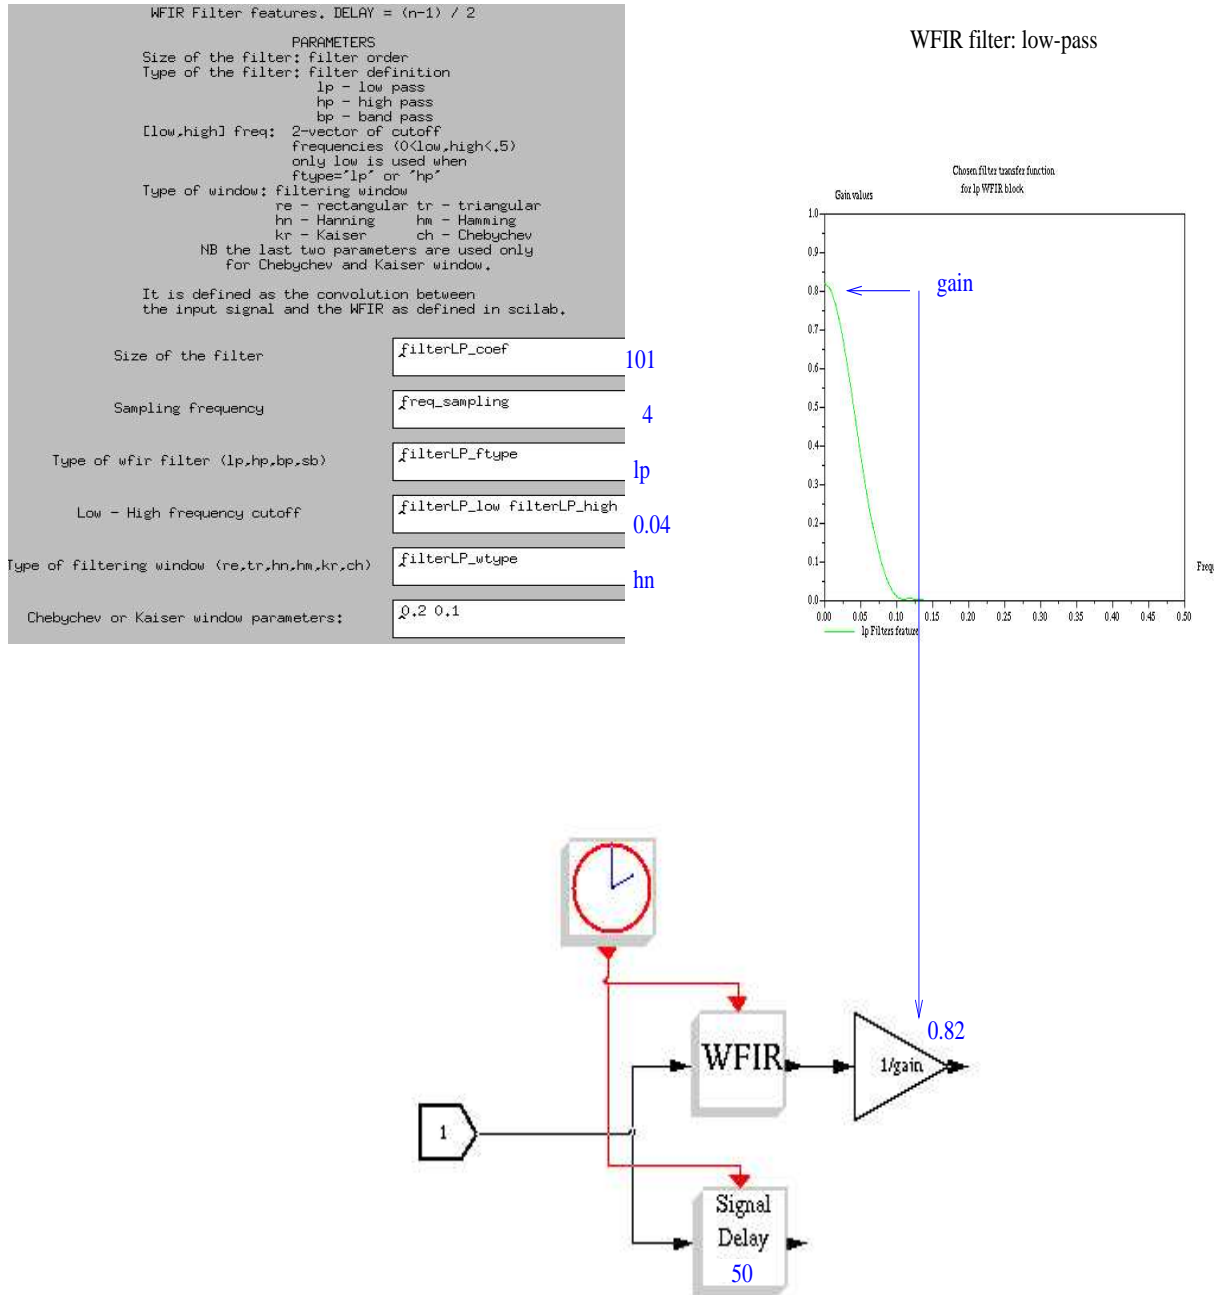 WFIR Filter features. DELAY = (n-1) / 2
PARAMETERS
Size of the filter: filter order
Type of the filter: filter definition
lp - low pass
hp - high pass
bp - band pass
[low,high] freq: 2-vector of cutoff
frequencies (0<low,high<.5)
only low is used when
ftype="lp" or "hp"
Type of window: filtering window
re - rectangular tr - triangular
hn - Hanning hm - Hamming
kr - Kaiser ch - Chebychev
NB the last two parameters are used only
for Chebychev and Kaiser window.
It is defined as the convolution between
the input signal and the WFIR as defined in scilab.
Size of the filter filterLP_coef 101
Sampling frequency freq_sampling 4
Type of wfir filter (lp,hp,bp,sb) filterLP_ftype lp
Low - High frequency cutoff filterLP_low filterLP_high 0.04
Type of filtering window (re,tr,hn,hm,kr,ch) filterLP_wtype hn
Chebychev or Kaiser window parameters: 0.2 0.1
WFIR filter: low-pass
Chosen filter transfer function
for lp WFIR block
Gain values
1.0
0.9
0.8
0.7
0.6
0.5
0.4
0.3
0.2
0.1
0.0
gain
Frequ
0.00 0.05 0.10 0.15 0.20 0.25 0.30 0.35 0.40 0.45 0.50
lp Filters feature
0.82
WFIR
1/gain
1
Signal
Delay
50